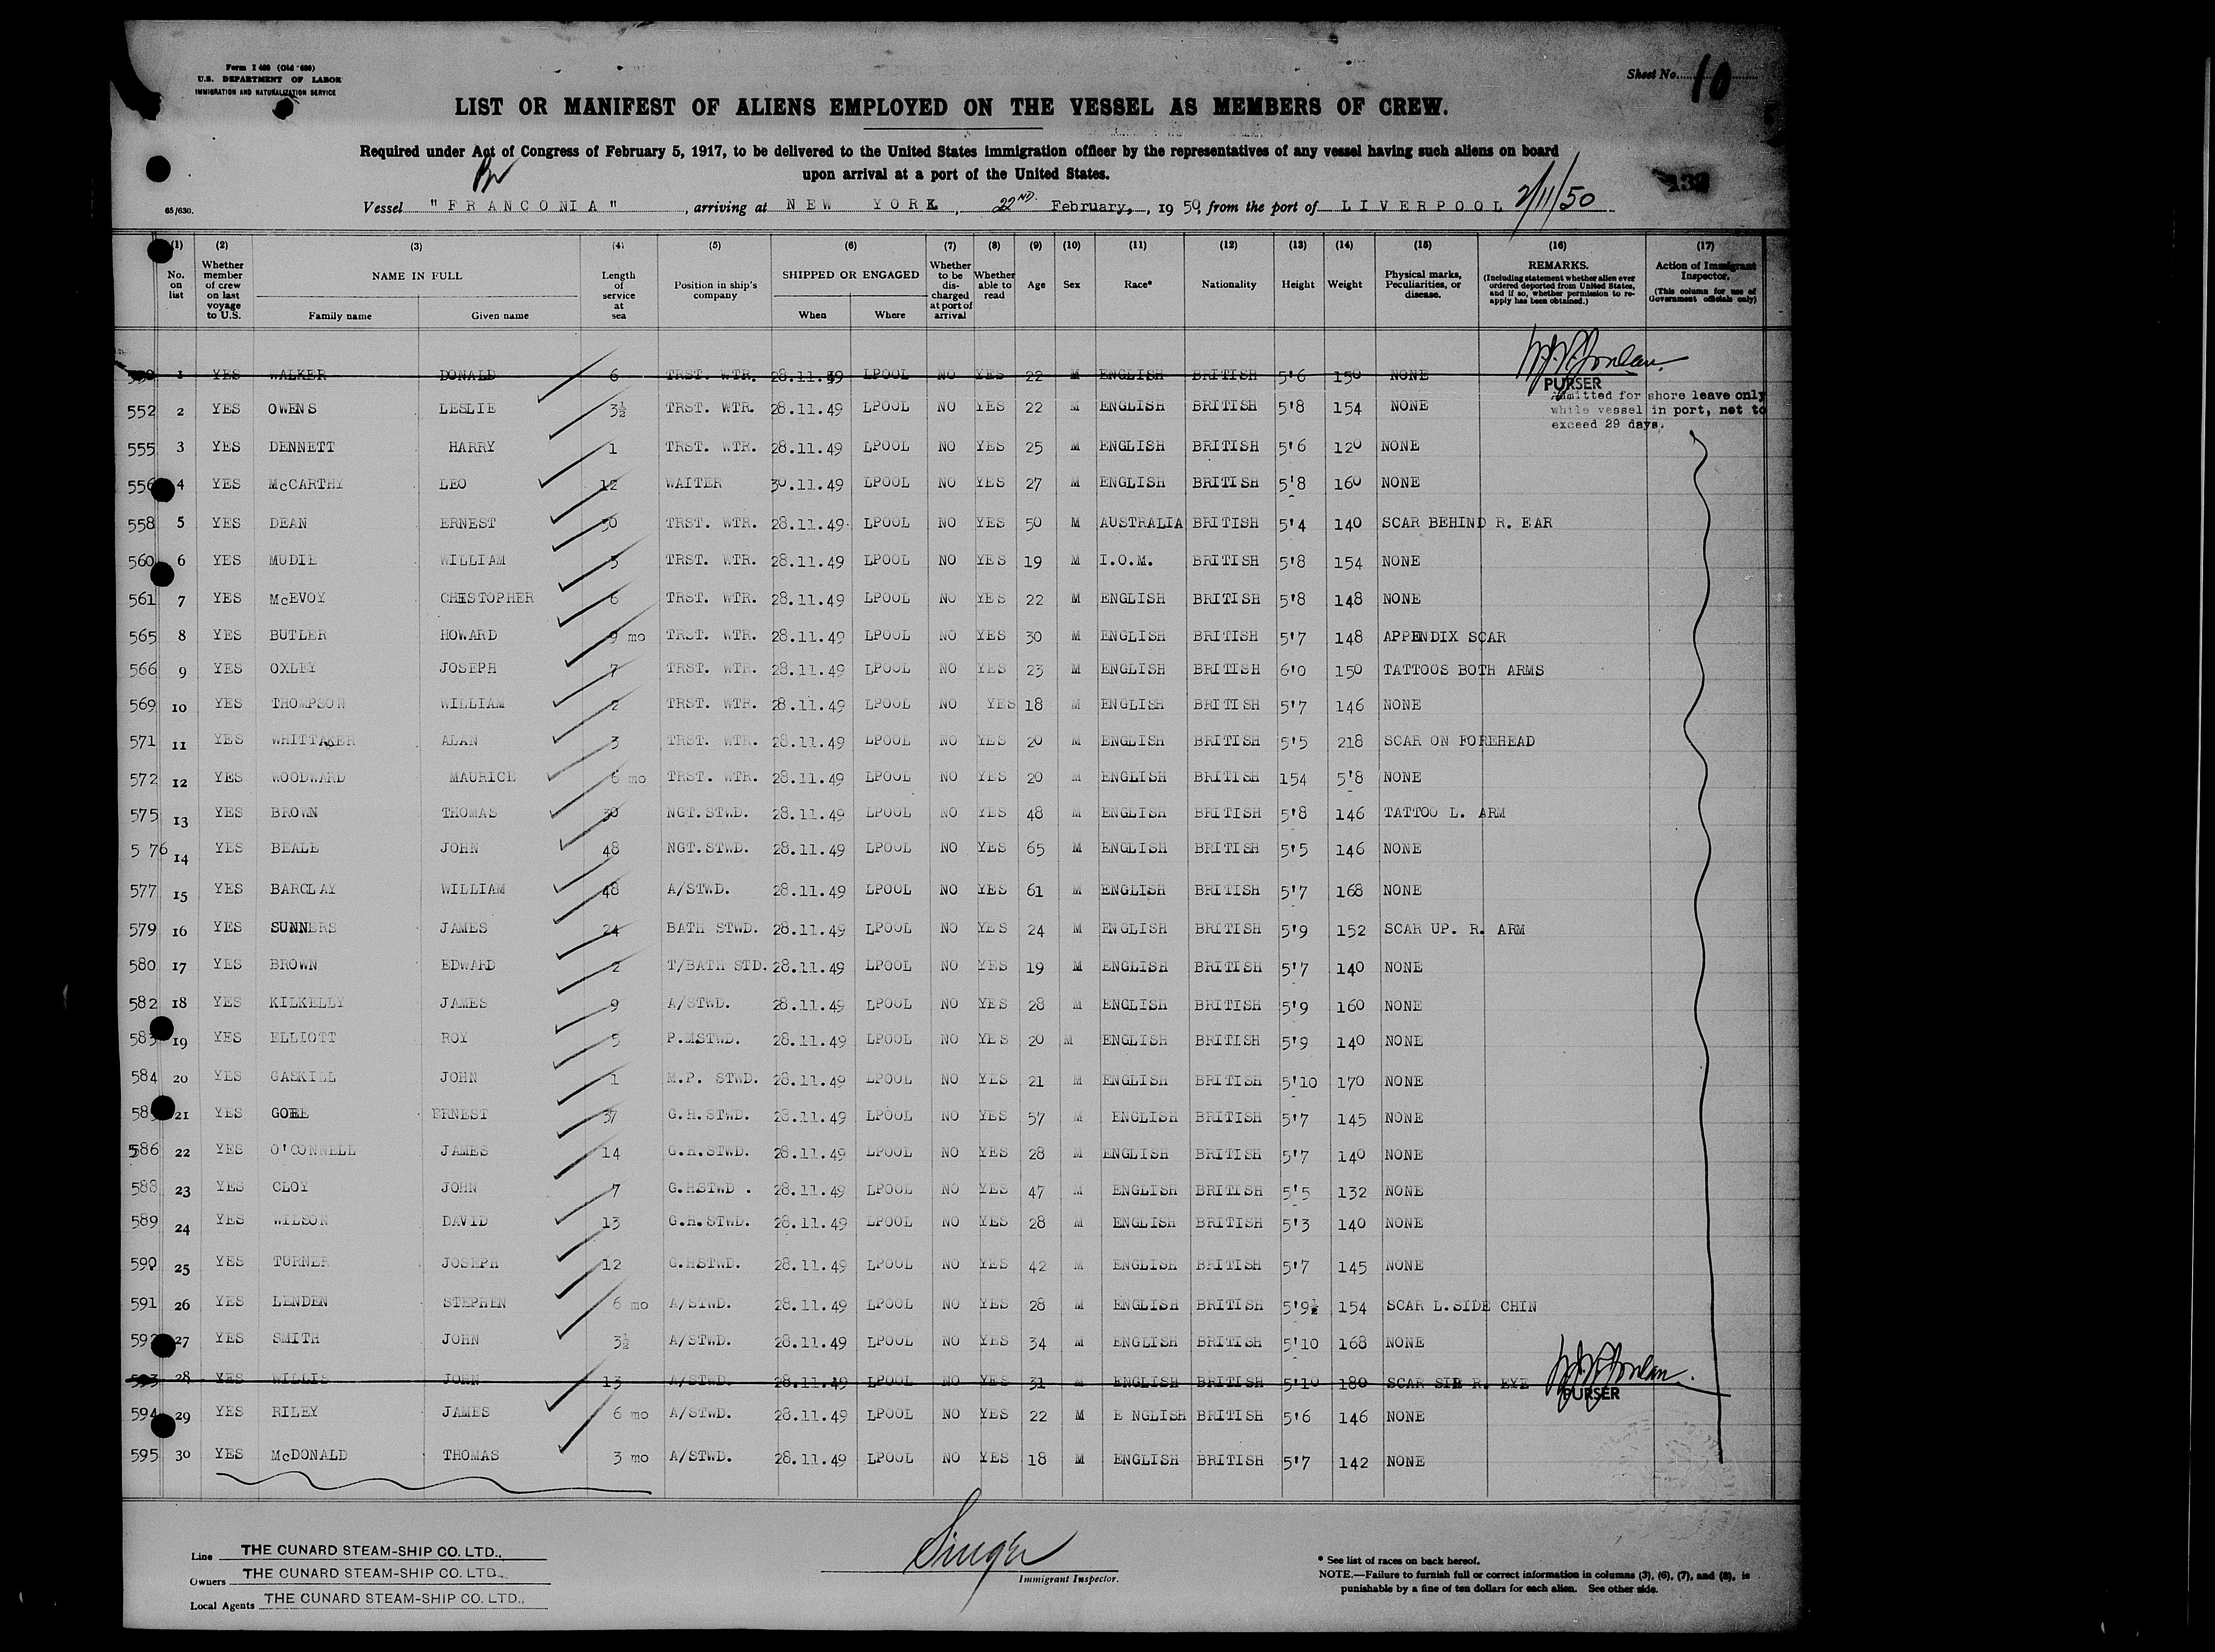 Form I 489 (Old 689)
U.S. DEPARTMENT OF LABOR
IMMIGRATION AND NATURALIZATION SERVICE
Sheet No. 10
LIST OR MANIFEST OF ALIENS EMPLOYED ON THE VESSEL AS MEMBERS OF CREW.
Required under Act of Congress of February 5, 1917, to be delivered to the United States immigration officer by the representatives of any vessel having such aliens on board
upon arrival at a port of the United States.
65/630.
Vessel "FRANCONIA", arriving at NEW YORK, 22ND. February, 1950, from the port of LIVERPOOL 2/11/50
(1) (2) (3) (4) (5) (6) (7) (8) (9) (10) (11) (12) (13) (14) (15) (16) (17)
No. on list
Whether member of crew on last voyage to U.S.
NAME IN FULL
Family name
Given name
Length of service at sea
Position in ship's company
SHIPPED OR ENGAGED
When
Where
Whether to be discharged at port of arrival
Whether able to read
Age
Sex
Race*
Nationality
Height
Weight
Physical marks, Peculiarities, or disease.
REMARKS.
(Including statement whether alien ever ordered deported from United States, and if so, whether permission to re-apply has been obtained.)
Action of Immigrant Inspector.
(This column for use of Government officials only)
1 YES WALKER DONALD 6 TRST. WTR. 28.11.49 LPOOL NO YES 22 M ENGLISH BRITISH 5'6 150 NONE
PURSER
Admitted for shore leave only
while vessel in port, not to
exceed 29 days.
552 2 YES OWENS LESLIE 3½ TRST. WTR. 28.11.49 LPOOL NO YES 22 M ENGLISH BRITISH 5'8 154 NONE
555 3 YES DENNETT HARRY 1 TRST. WTR. 28.11.49 LPOOL NO YES 25 M ENGLISH BRITISH 5'6 120 NONE
556 4 YES McCARTHY LEO 12 WAITER 30.11.49 LPOOL NO YES 27 M ENGLISH BRITISH 5'8 160 NONE
558 5 YES DEAN ERNEST 30 TRST. WTR. 28.11.49 LPOOL NO YES 50 M AUSTRALIA BRITISH 5'4 140 SCAR BEHIND R. EAR
560 6 YES MUDIE WILLIAM 3 TRST. WTR. 28.11.49 LPOOL NO YES 19 M I.O.M. BRITISH 5'8 154 NONE
561 7 YES McEVOY CHRISTOPHER 6 TRST. WTR. 28.11.49 LPOOL NO YES 22 M ENGLISH BRITISH 5'8 148 NONE
565 8 YES BUTLER HOWARD 9 mo TRST. WTR. 28.11.49 LPOOL NO YES 30 M ENGLISH BRITISH 5'7 148 APPENDIX SCAR
566 9 YES OXLEY JOSEPH 7 TRST. WTR. 28.11.49 LPOOL NO YES 23 M ENGLISH BRITISH 6'0 150 TATTOOS BOTH ARMS
569 10 YES THOMPSON WILLIAM 2 TRST. WTR. 28.11.49 LPOOL NO YES 18 M ENGLISH BRITISH 5'7 146 NONE
571 11 YES WHITTAKER ALAN 3 TRST. WTR. 28.11.49 LPOOL NO YES 20 M ENGLISH BRITISH 5'5 218 SCAR ON FOREHEAD
572 12 YES WOODWARD MAURICE 6 mo TRST. WTR. 28.11.49 LPOOL NO YES 20 M ENGLISH BRITISH 154 5'8 NONE
575 13 YES BROWN THOMAS 30 NGT.STWD. 28.11.49 LPOOL NO YES 48 M ENGLISH BRITISH 5'8 146 TATTOO L. ARM
576 14 YES BEALE JOHN 48 NGT.STWD. 28.11.49 LPOOL NO YES 65 M ENGLISH BRITISH 5'5 146 NONE
577 15 YES BARCLAY WILLIAM 48 A/STWD. 28.11.49 LPOOL NO YES 61 M ENGLISH BRITISH 5'7 168 NONE
579 16 YES SUNNERS JAMES 24 BATH STWD. 28.11.49 LPOOL NO YES 24 M ENGLISH BRITISH 5'9 152 SCAR UP. R. ARM
580 17 YES BROWN EDWARD 2 T/BATH STD. 28.11.49 LPOOL NO YES 19 M ENGLISH BRITISH 5'7 140 NONE
582 18 YES KILKELLY JAMES 9 A/STWD. 28.11.49 LPOOL NO YES 28 M ENGLISH BRITISH 5'9 160 NONE
583 19 YES ELLIOTT ROY 5 P.MSTWD. 28.11.49 LPOOL NO YES 20 M ENGLISH BRITISH 5'9 140 NONE
584 20 YES GASKILL JOHN 1 M.P. STWD. 28.11.49 LPOOL NO YES 21 M ENGLISH BRITISH 5'10 170 NONE
585 21 YES GORE ERNEST 37 G.H.STWD. 28.11.49 LPOOL NO YES 57 M ENGLISH BRITISH 5'7 145 NONE
586 22 YES O'CONNELL JAMES 14 G.H.STWD. 28.11.49 LPOOL NO YES 28 M ENGLISH BRITISH 5'7 140 NONE
588 23 YES CLOY JOHN 7 G.HSTWD . 28.11.49 LPOOL NO YES 47 M ENGLISH BRITISH 5'5 132 NONE
589 24 YES WILSON DAVID 13 G.H.STWD. 28.11.49 LPOOL NO YES 28 M ENGLISH BRITISH 5'3 140 NONE
590 25 YES TURNER JOSEPH 12 G.HSTWD. 28.11.49 LPOOL NO YES 42 M ENGLISH BRITISH 5'7 145 NONE
591 26 YES LENDEN STEPHEN 6 mo A/STWD. 28.11.49 LPOOL NO YES 28 M ENGLISH BRITISH 5'9½ 154 SCAR L.SIDE CHIN
592 27 YES SMITH JOHN 3½ A/STWD. 28.11.49 LPOOL NO YES 34 M ENGLISH BRITISH 5'10 168 NONE
593 28 YES WILLIS JOHN 13 A/STWD. 28.11.49 LPOOL NO YES 31 M ENGLISH BRITISH 5'10 180 SCAR SIE R. EYE
PURSER
594 29 YES RILEY JAMES 6 mo A/STWD. 28.11.49 LPOOL NO YES 22 M E NGLISH BRITISH 5'6 146 NONE
595 30 YES McDONALD THOMAS 3 mo A/STWD. 28.11.49 LPOOL NO YES 18 M ENGLISH BRITISH 5'7 142 NONE
Line THE CUNARD STEAM-SHIP CO. LTD.,
Owners THE CUNARD STEAM-SHIP CO. LTD.,
Local Agents THE CUNARD STEAM-SHIP CO. LTD.,
Singer
Immigrant Inspector.
* See list of races on back hereof.
NOTE.—Failure to furnish full or correct information in columns (3), (6), (7), and (8), is
punishable by a fine of ten dollars for each alien. See other side.